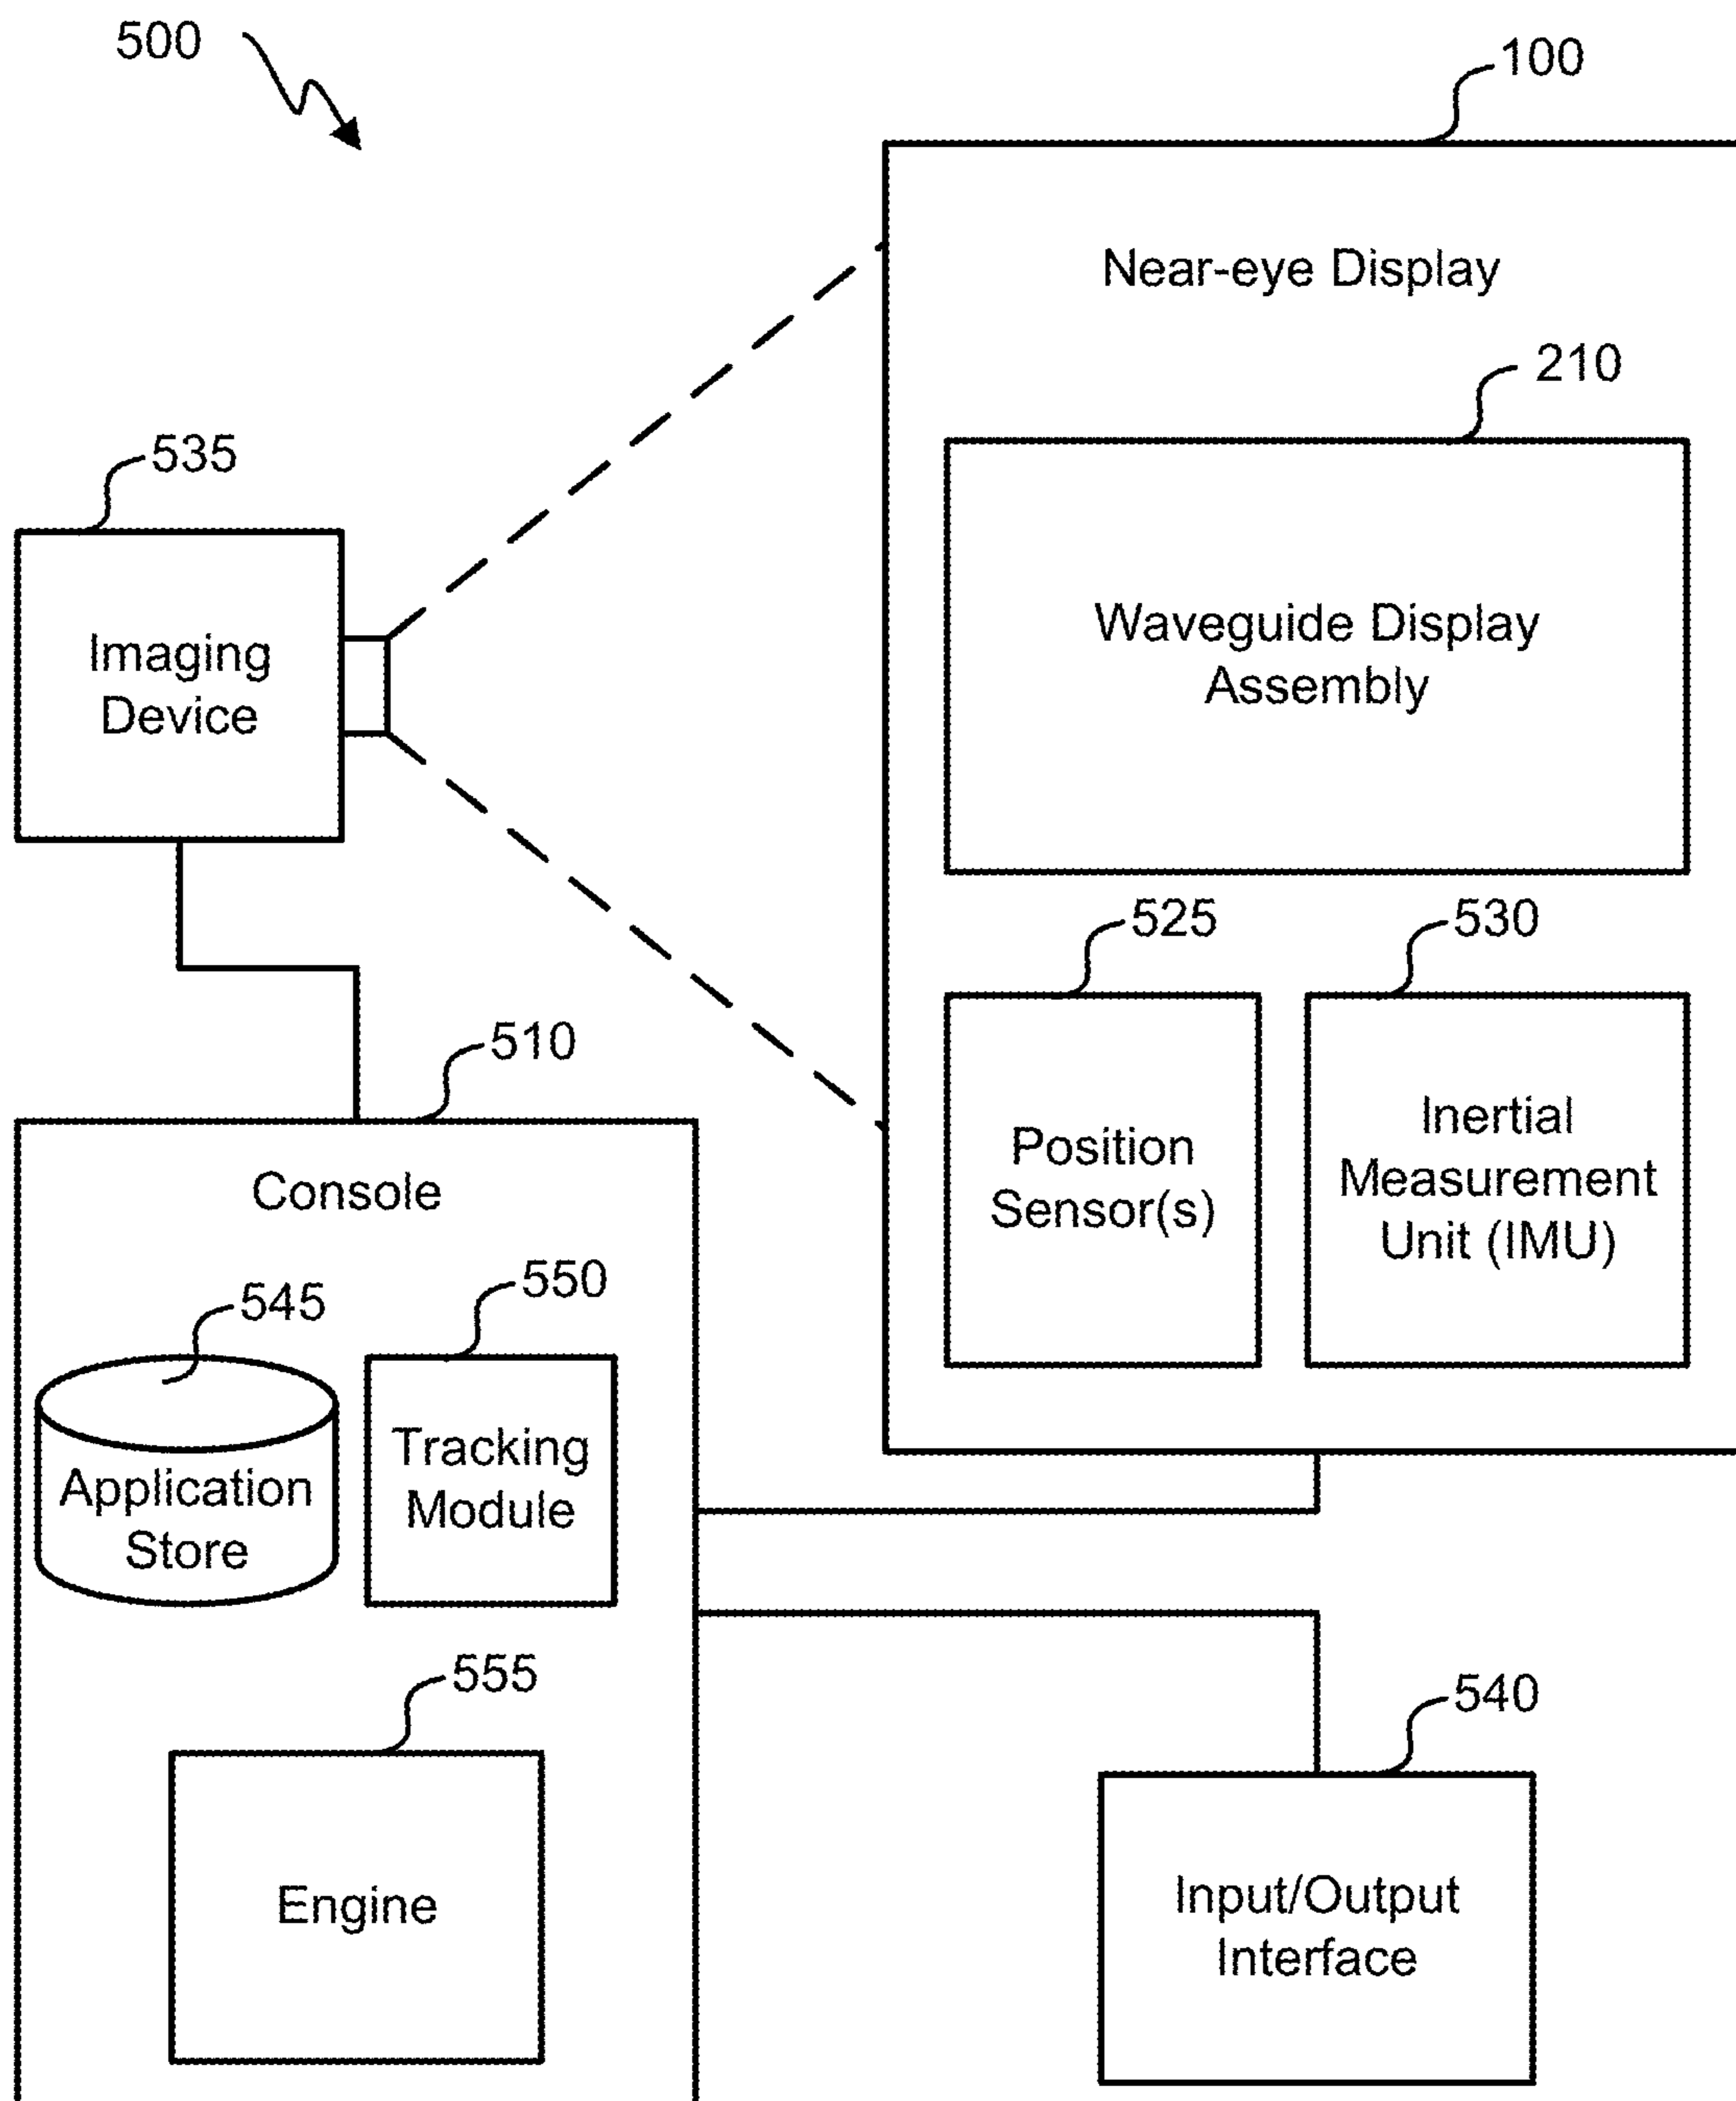 500
100
Near-eye Display
210
Waveguide Display
Assembly
535
Imaging
Device
525
530
Position
Sensor(s)
Inertial
Measurement
Unit (IMU)
510
Console
545
550
Application
Store
Tracking
Module
555
Engine
540
Input/Output
Interface